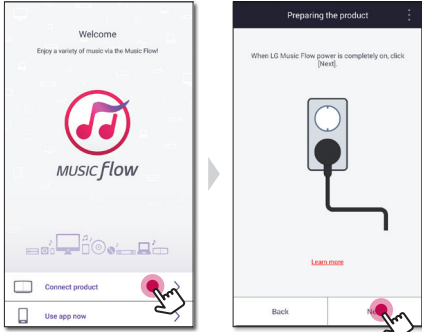 Welcome
Enjoy a variety of music via the Music Flow!
MUSIC flow
Connect product
Use app now
Preparing the product
When LG Music Flow power is completely on, click
[Next].
Learn more
Back